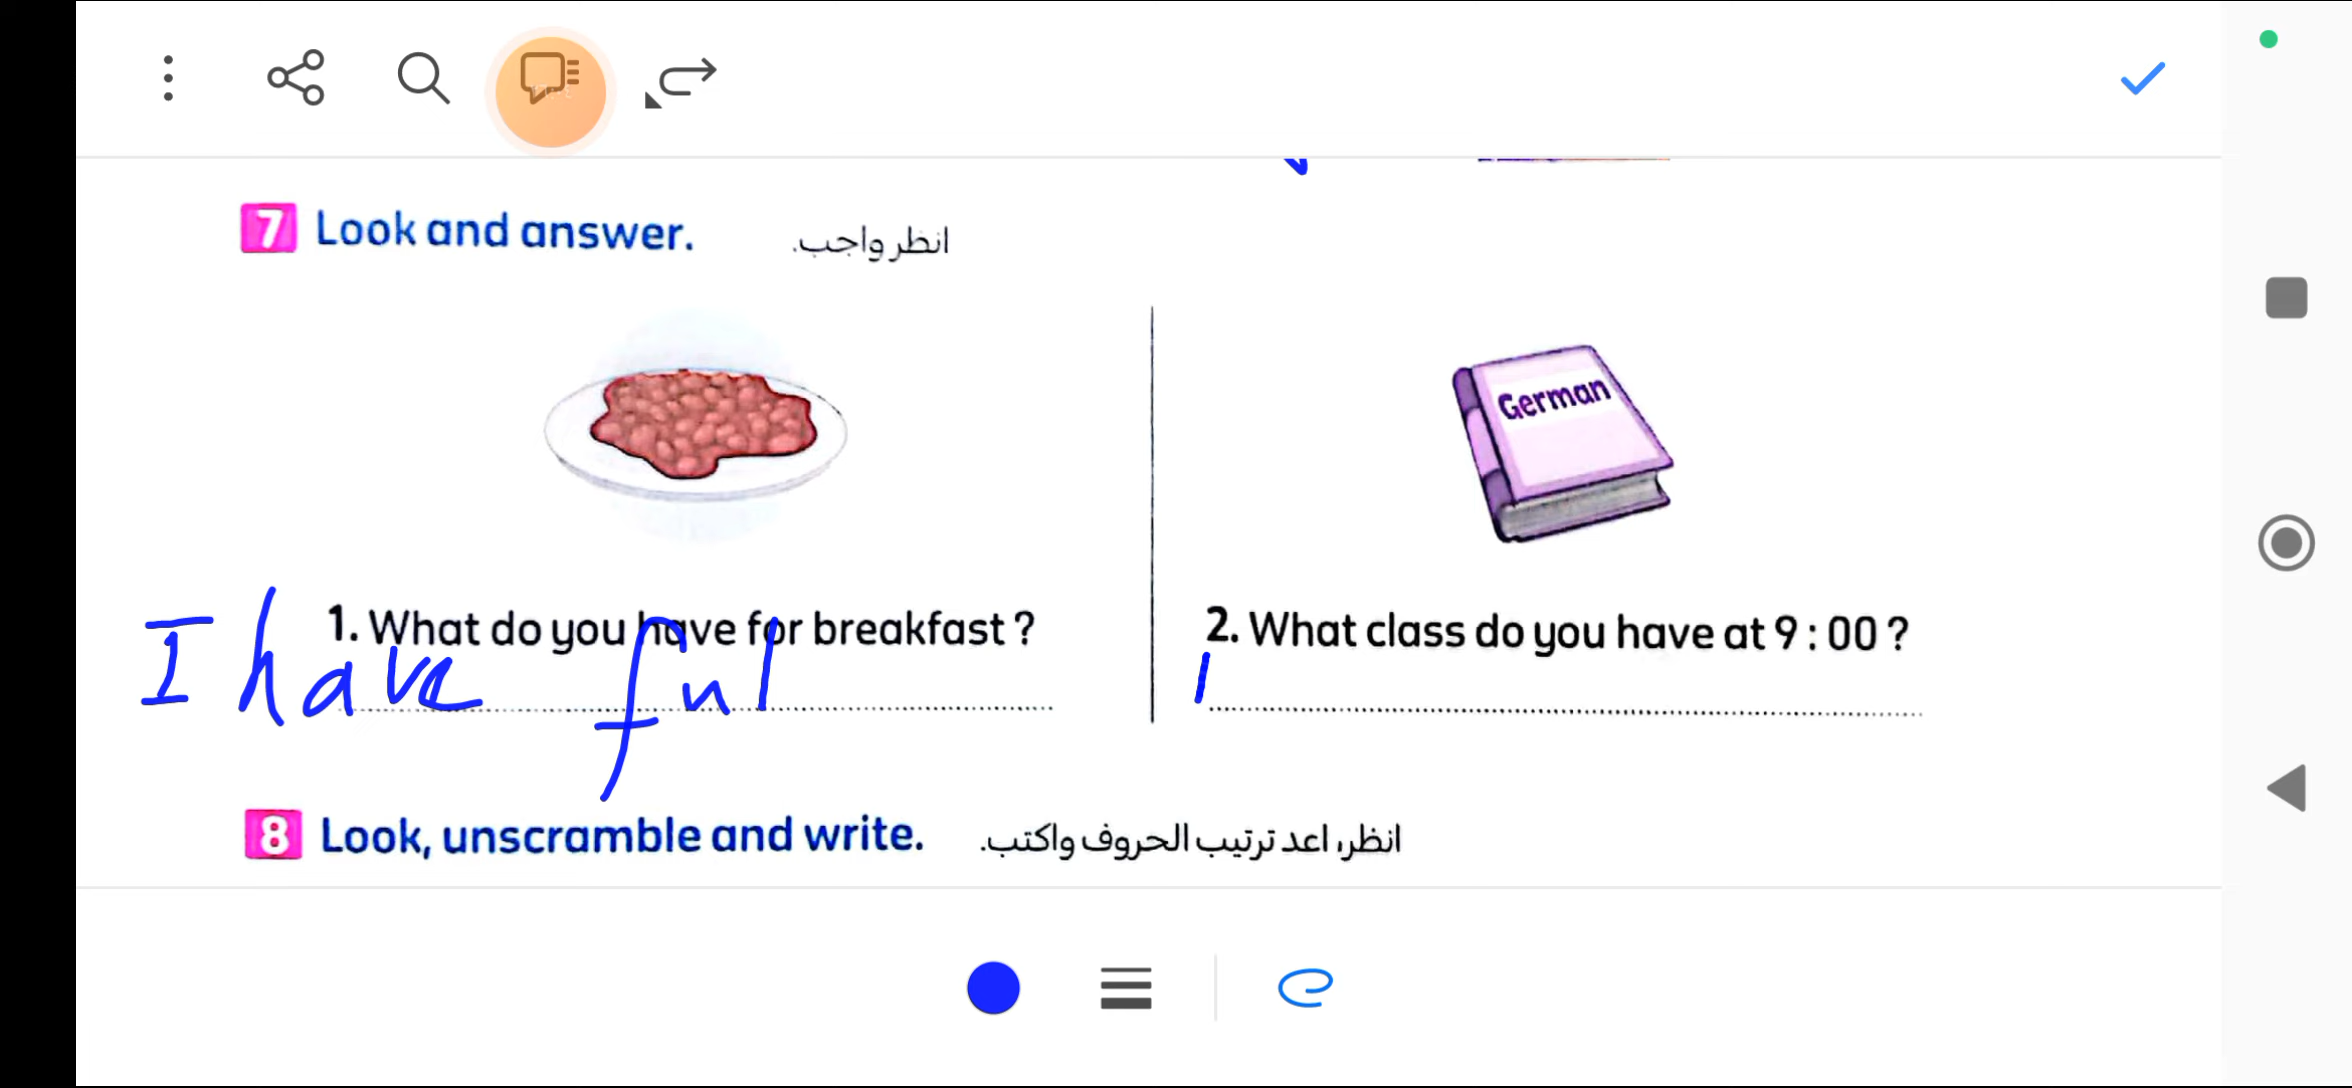 7 Look and answer. انظر واجب.
German
1. What do you have for breakfast ?
I have ful
2. What class do you have at 9 : 00 ?
I
8 Look, unscramble and write. انظر، اعد ترتيب الحروف واكتب.